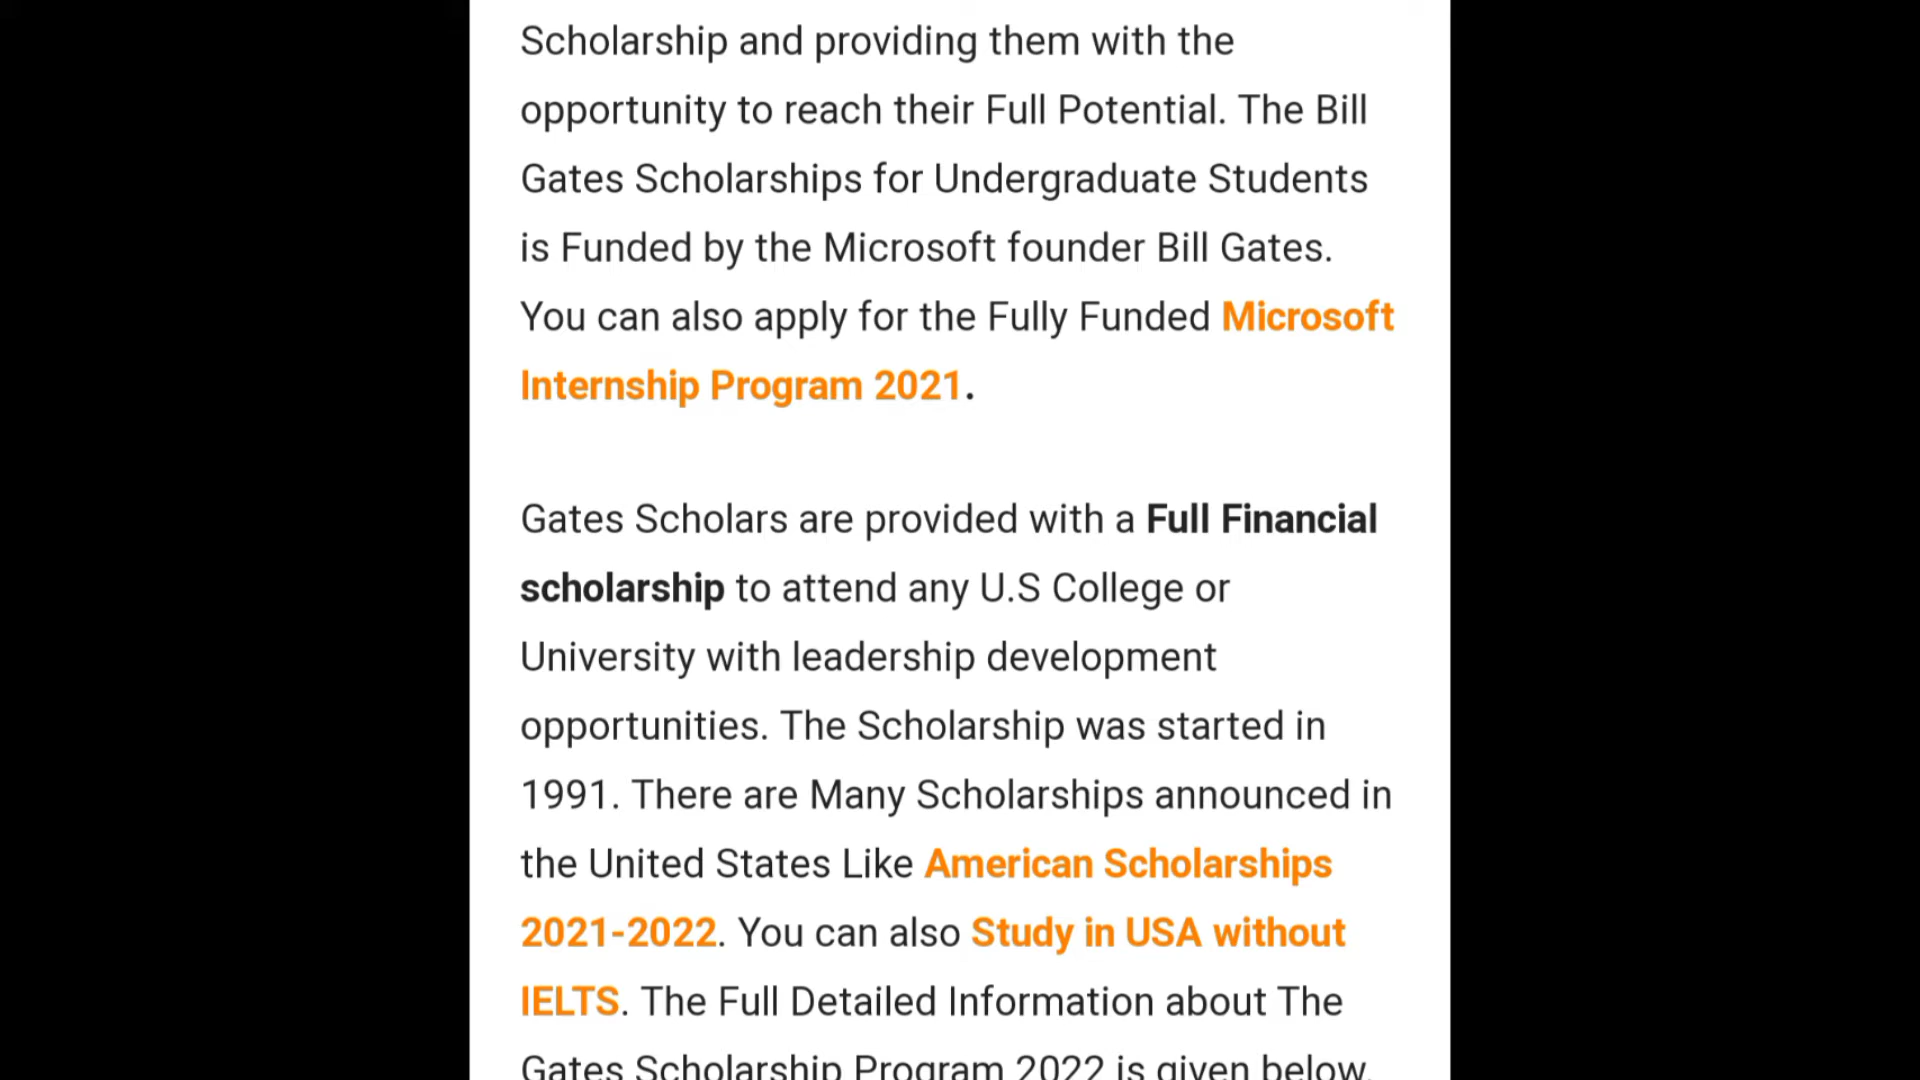 Scholarship and providing them with the
opportunity to reach their Full Potential. The Bill
Gates Scholarships for Undergraduate Students
is Funded by the Microsoft founder Bill Gates.
You can also apply for the Fully Funded Microsoft
Internship Program 2021.
Gates Scholars are provided with a Full Financial
scholarship to attend any U.S College or
University with leadership development
opportunities. The Scholarship was started in
1991. There are Many Scholarships announced in
the United States Like American Scholarships
2021-2022. You can also Study in USA without
IELTS. The Full Detailed Information about The
Gates Scholarship Program 2022 is given below.